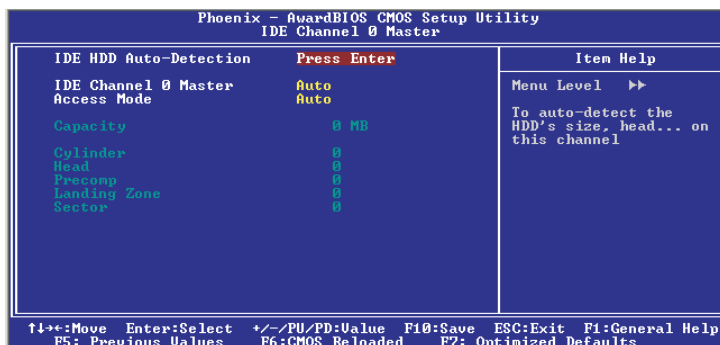 Phoenix - AwardBIOS CMOS Setup Utility
IDE Channel 0 Master
IDE HDD Auto-Detection Press Enter
Item Help
IDE Channel 0 Master Auto
Access Mode Auto
Capacity 0 MB
Cylinder 0
Head 0
Precomp 0
Landing Zone 0
Sector 0
Menu Level ▸▸
To auto-detect the
HDD's size, head... on
this channel
↑↓→←:Move Enter:Select +/-/PU/PD:Value F10:Save ESC:Exit F1:General Help
F5: Previous Values F6:CMOS Reloaded F7: Optimized Defaults